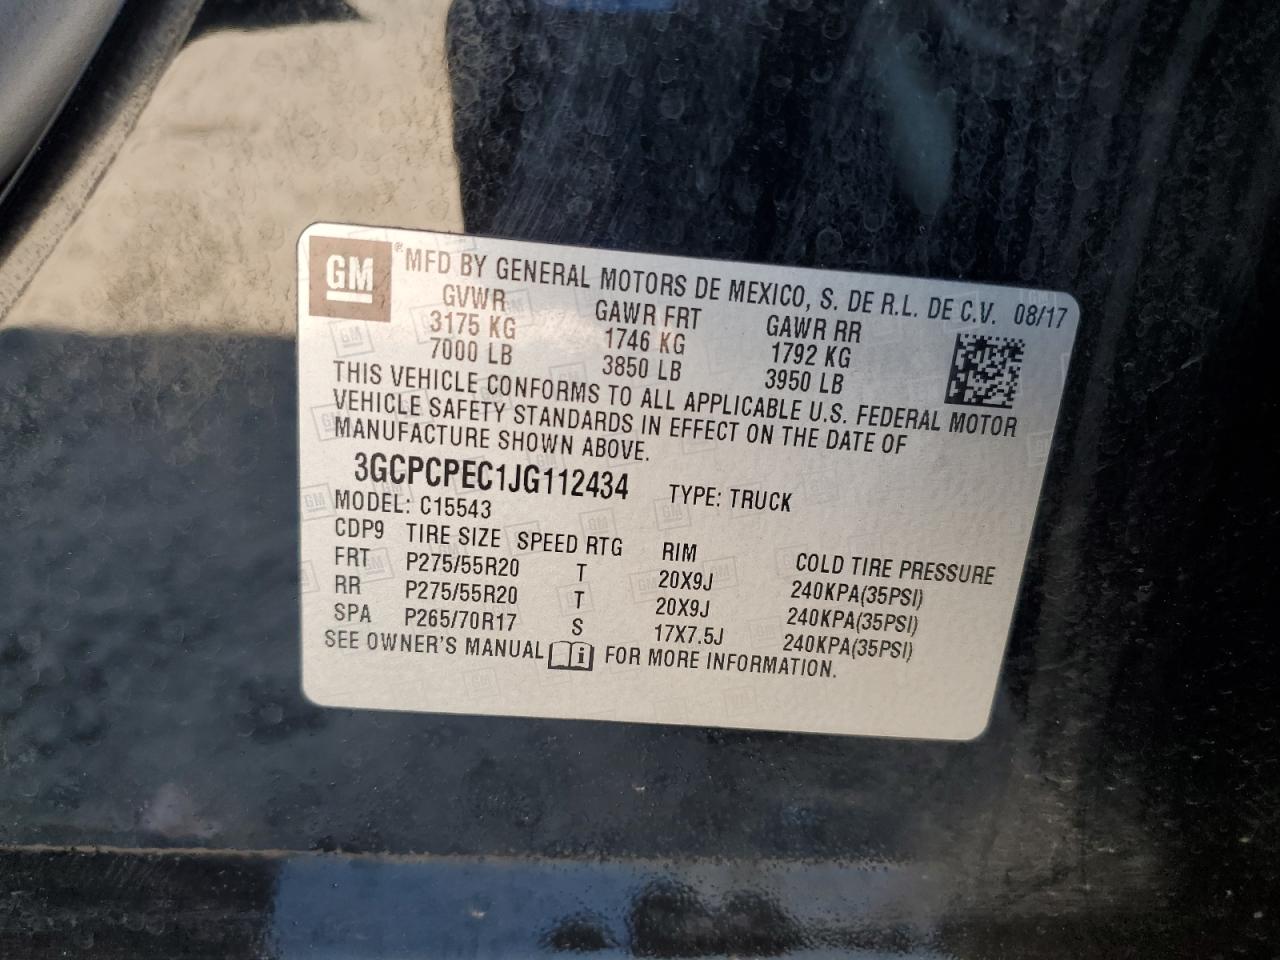 GM® MFD BY GENERAL MOTORS DE MEXICO, S. DE R.L. DE C.V. 08/17
GVWR GAWR FRT GAWR RR
3175 KG 1746 KG 1792 KG
7000 LB 3850 LB 3950 LB
THIS VEHICLE CONFORMS TO ALL APPLICABLE U.S. FEDERAL MOTOR
VEHICLE SAFETY STANDARDS IN EFFECT ON THE DATE OF
MANUFACTURE SHOWN ABOVE.
3GCPCPEC1JG112434 TYPE: TRUCK
MODEL: C15543
CDP9 TIRE SIZE SPEED RTG RIM COLD TIRE PRESSURE
FRT P275/55R20 T 20X9J 240KPA(35PSI)
RR P275/55R20 T 20X9J 240KPA(35PSI)
SPA P265/70R17 S 17X7.5J 240KPA(35PSI)
SEE OWNER'S MANUAL i FOR MORE INFORMATION.